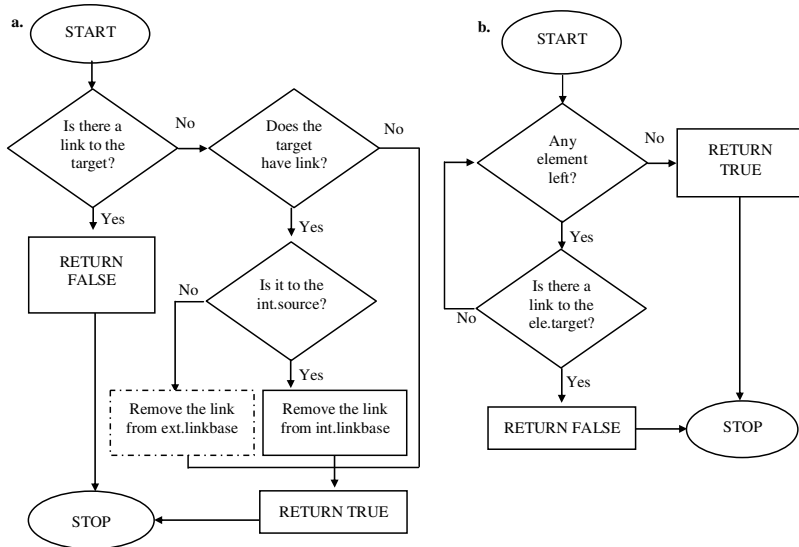 a.
START
Is there a
link to the
target?
No
Does the
target
have link?
No
Yes
RETURN
FALSE
Yes
Is it to the
int.source?
No
Yes
Remove the link
from ext.linkbase
Remove the link
from int.linkbase
RETURN TRUE
STOP
b.
START
Any
element
left?
No
RETURN
TRUE
Yes
Is there a
link to the
ele.target?
No
Yes
RETURN FALSE
STOP